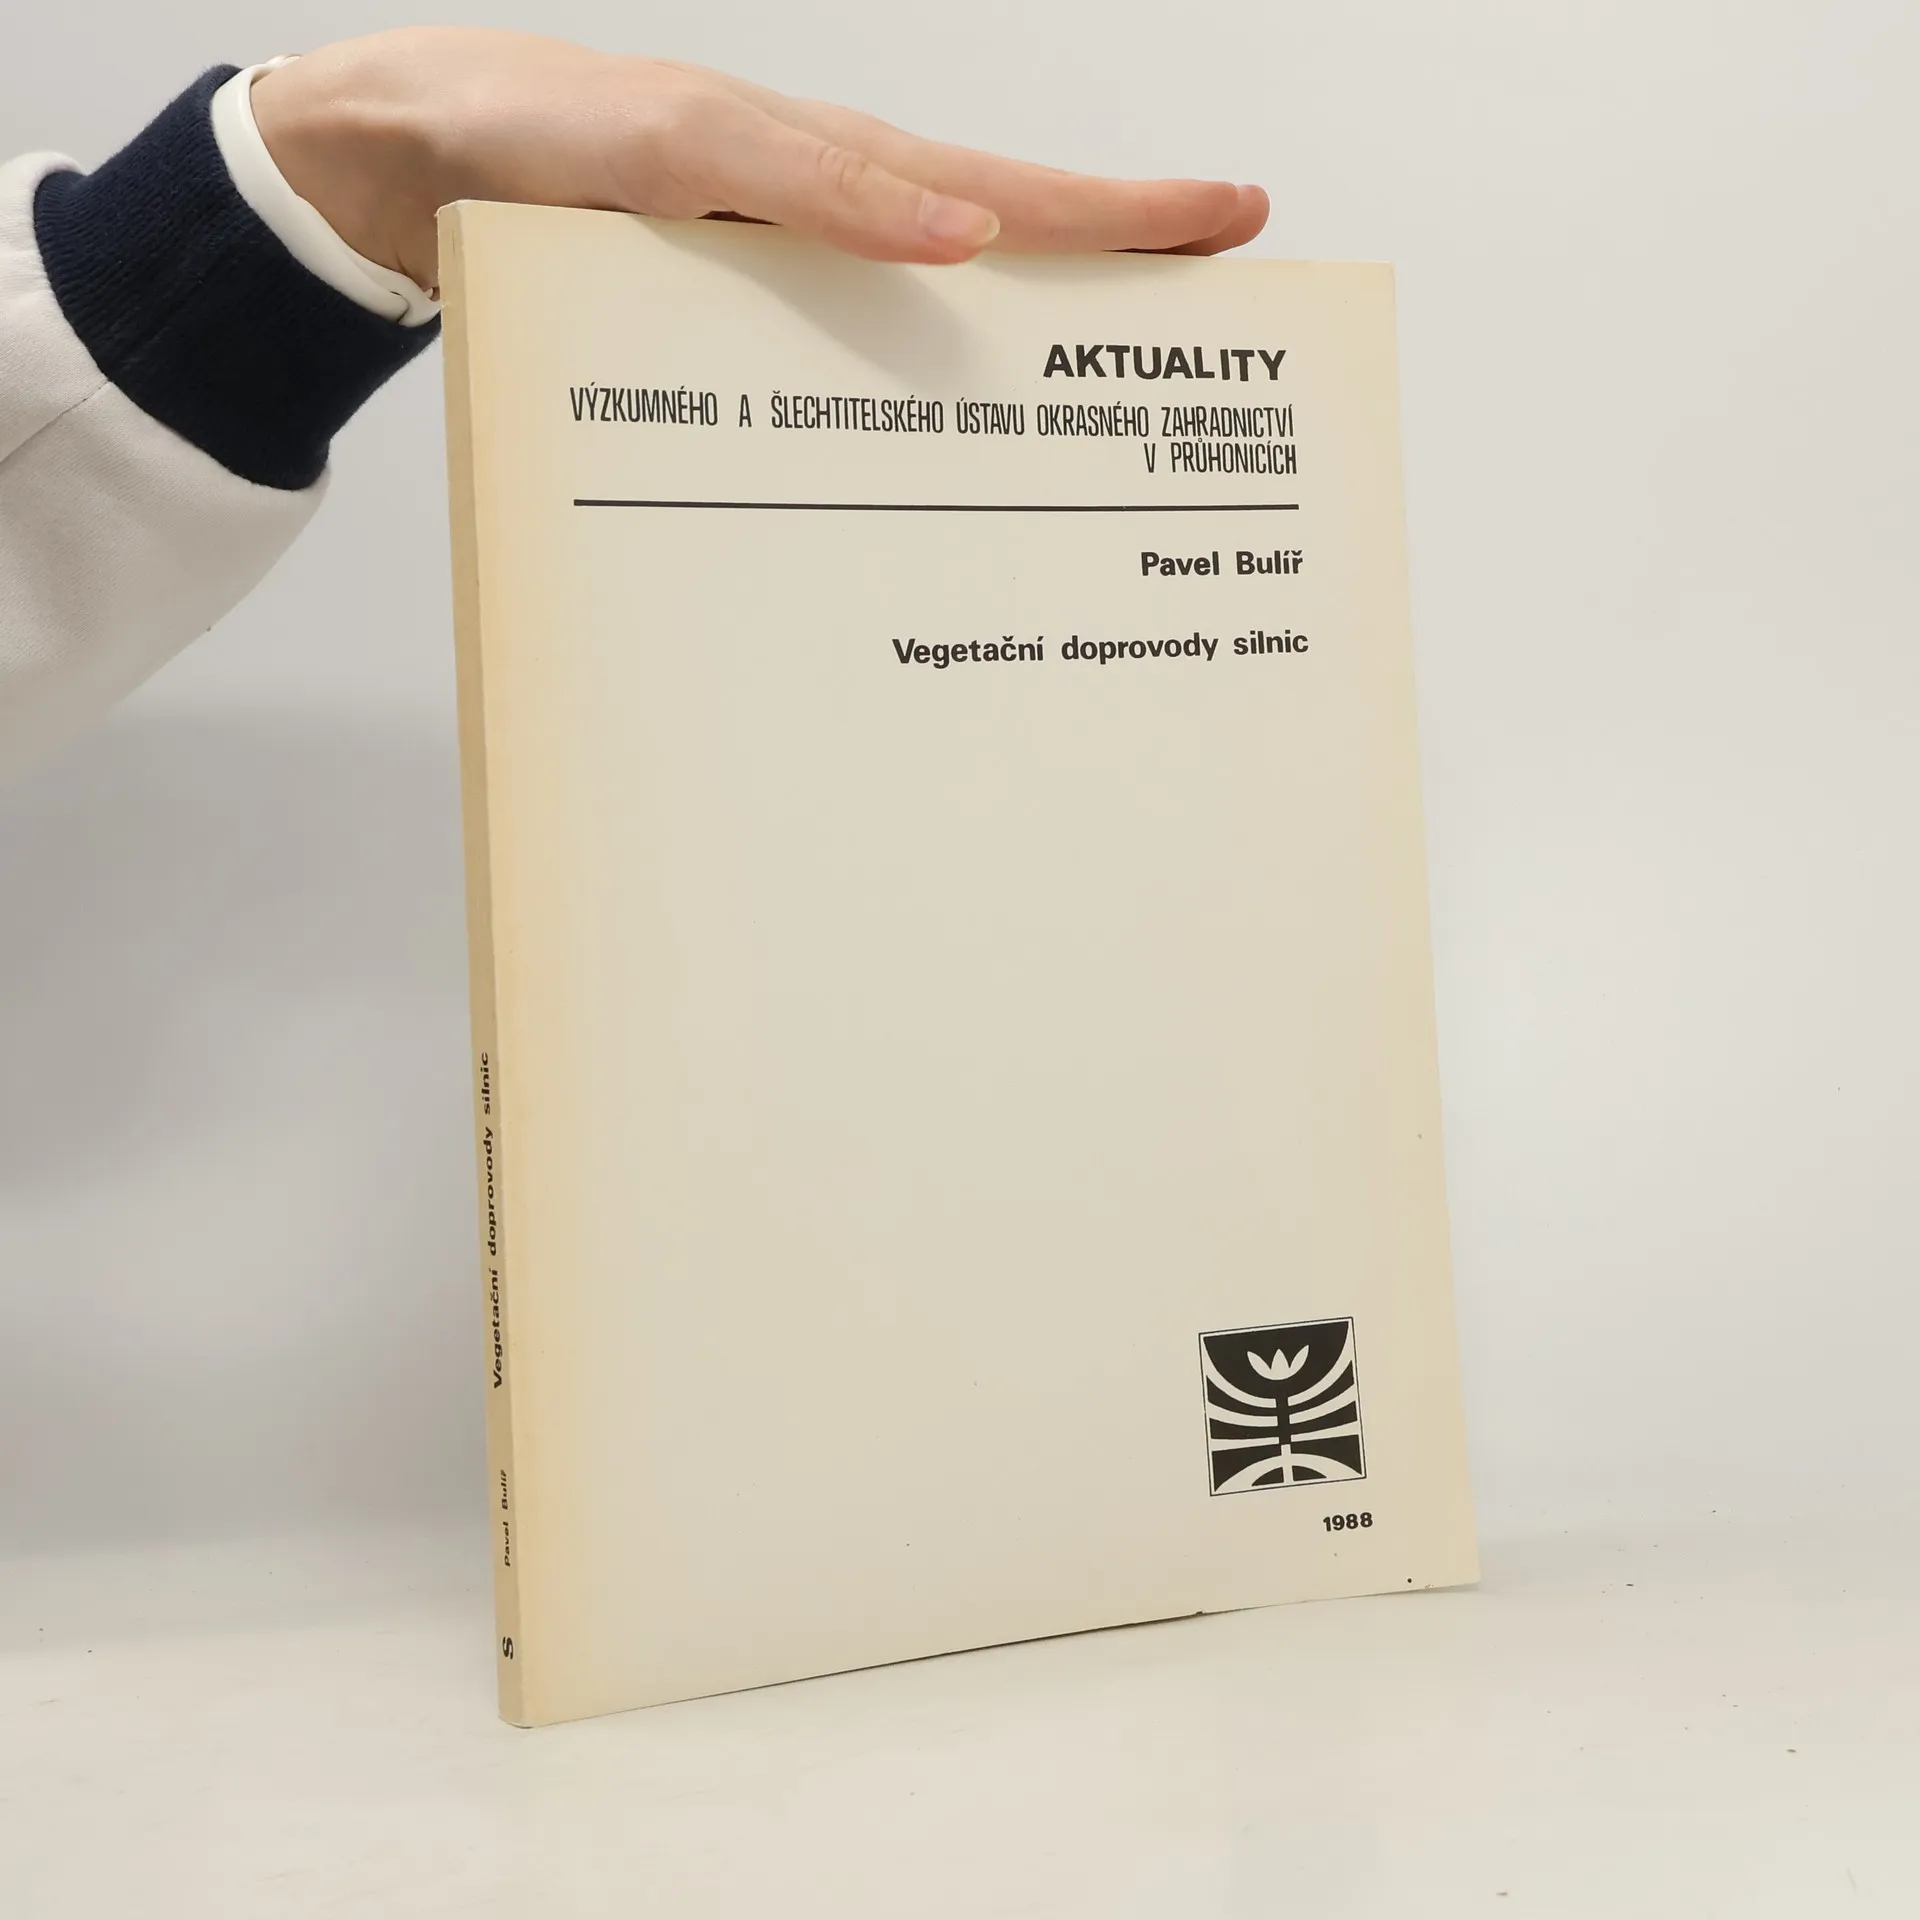 AKTUALITY
VÝZKUMNÉHO A ŠLECHTITELSKÉHO ÚSTAVU OKRASNÉHO ZAHRADNICTVÍ
V PRŮHONICÍCH
Pavel Bulíř
Vegetační doprovody silnic
1988
S Pavel Bulíř Vegetační doprovody silnic